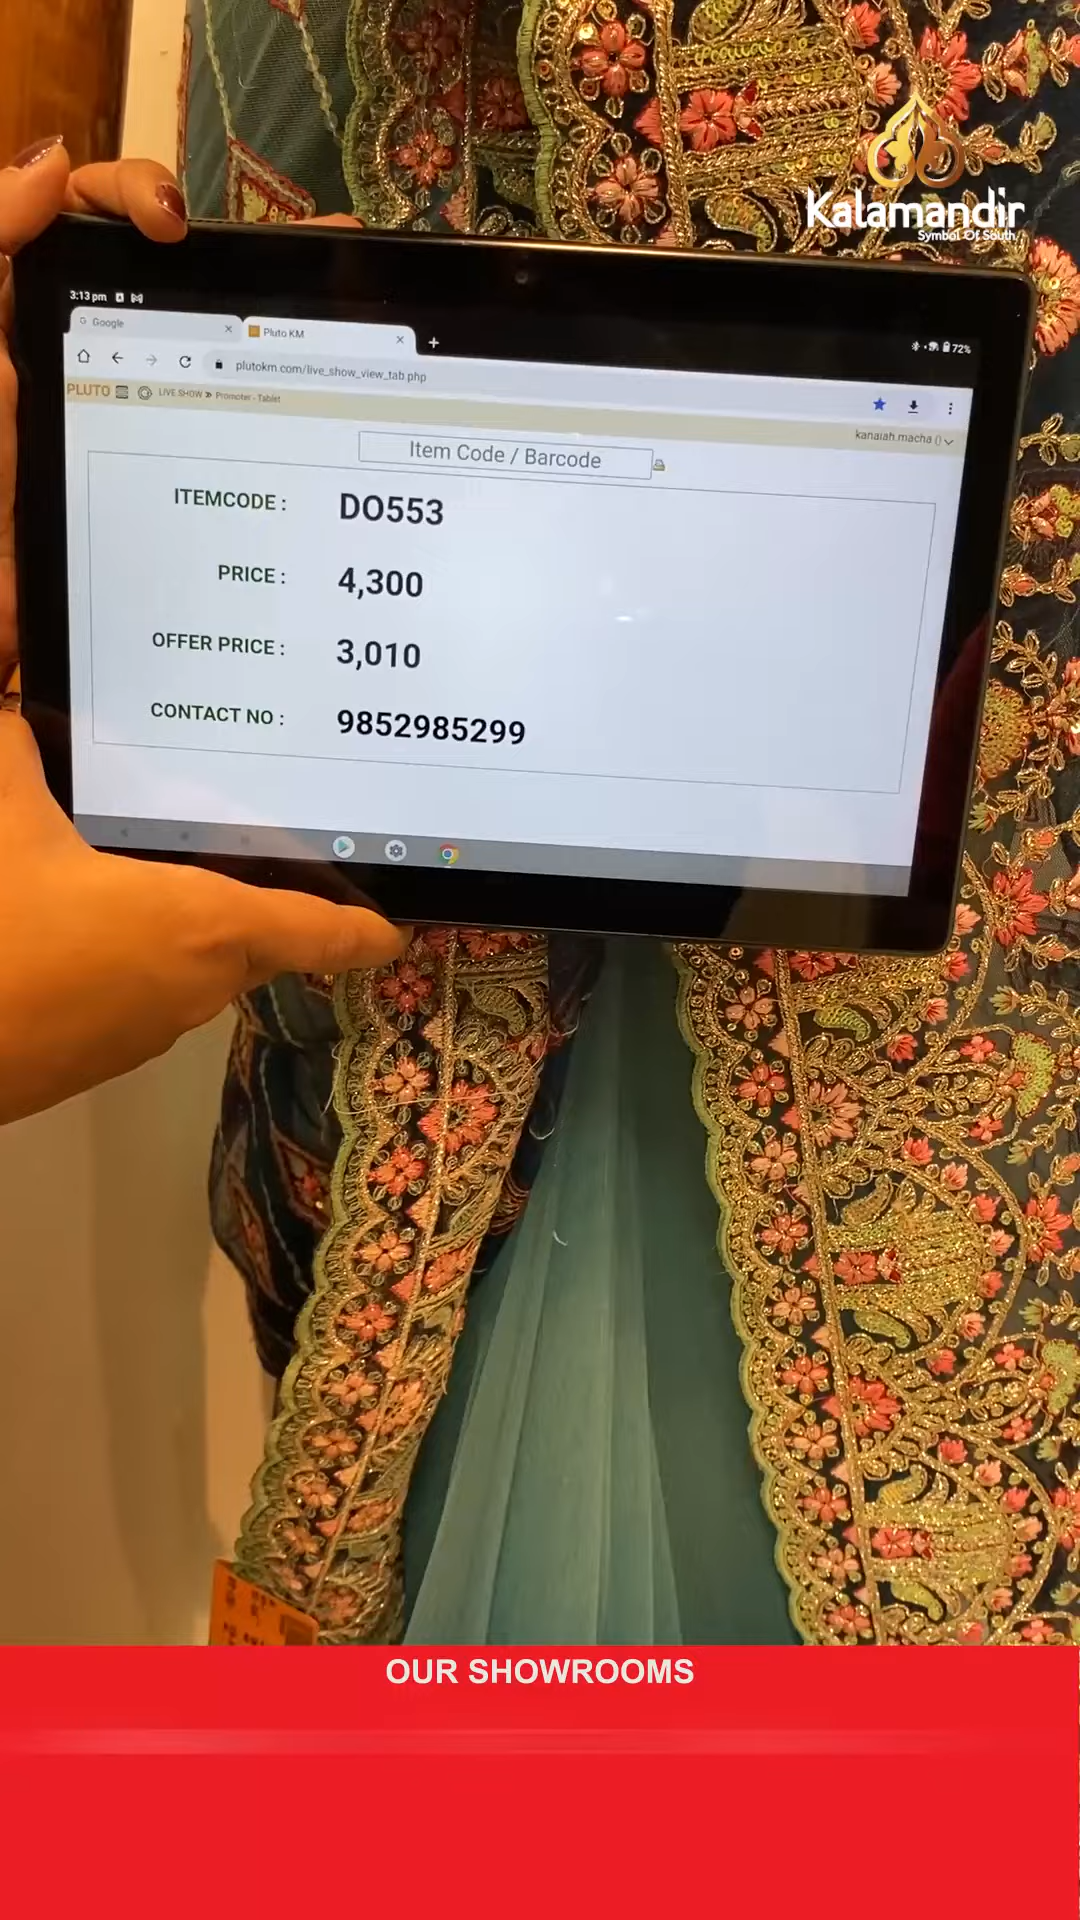 Kalamandir
Symbol Of South
3:13 pm
72%
Google
Pluto KM
plutokm.com/live_show_view_tab.php
PLUTO
LIVE SHOW » Promoter - Tablet
kanaiah.macha ()
Item Code / Barcode
ITEMCODE : DO553
PRICE : 4,300
OFFER PRICE : 3,010
CONTACT NO : 9852985299
OUR SHOWROOMS